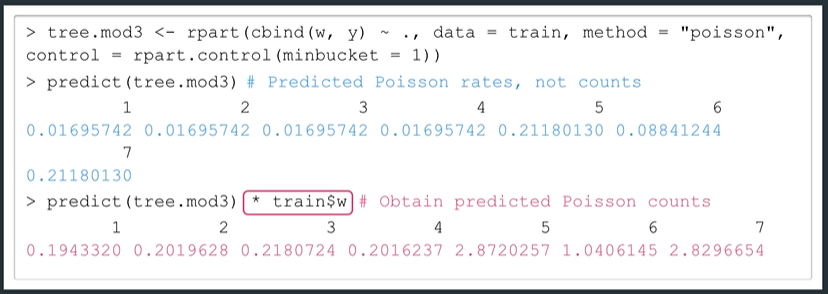 > tree.mod3 <- rpart(cbind(w, y) ~ ., data = train, method = "poisson",
control = rpart.control(minbucket = 1))
> predict(tree.mod3) # Predicted Poisson rates, not counts
1 2 3 4 5 6
0.01695742 0.01695742 0.01695742 0.01695742 0.21180130 0.08841244
7
0.21180130
> predict(tree.mod3) * train$w # Obtain predicted Poisson counts
1 2 3 4 5 6 7
0.1943320 0.2019628 0.2180724 0.2016237 2.8720257 1.0406145 2.8296654